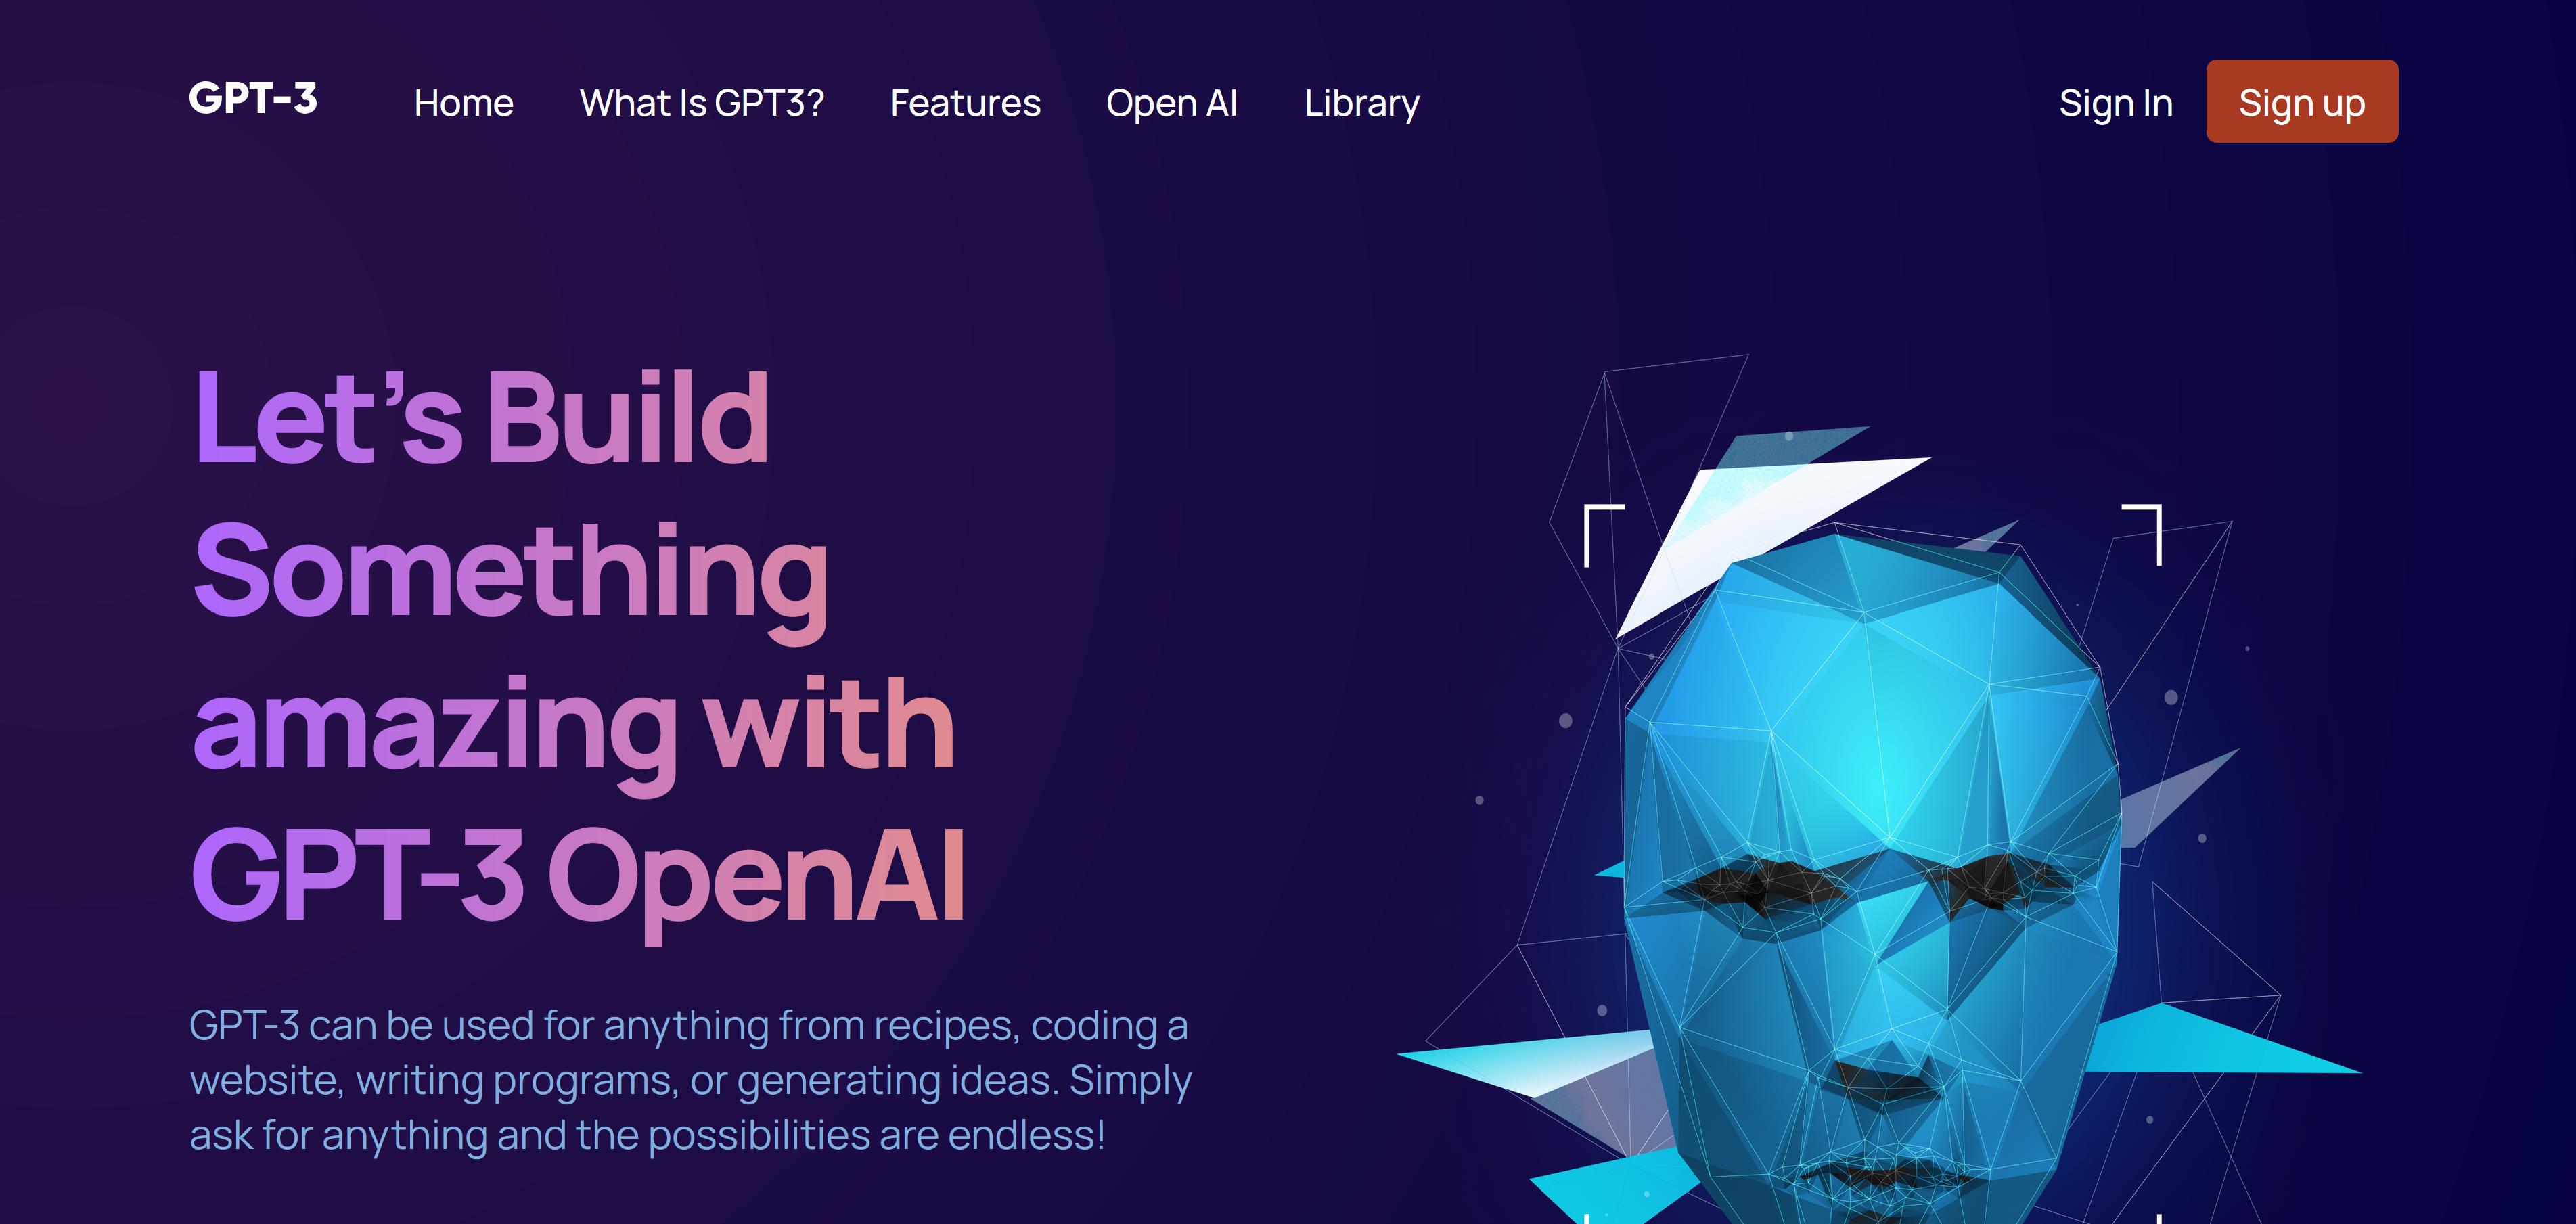 GPT-3
Home
What Is GPT3?
Features
Open AI
Library
Sign In
Sign up
Let’s Build
Something
amazing with
GPT-3 OpenAI
GPT-3 can be used for anything from recipes, coding a
website, writing programs, or generating ideas. Simply
ask for anything and the possibilities are endless!